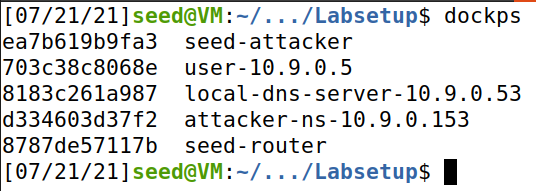 [07/21/21]seed@VM:~/.../Labsetup$ dockps
ea7b619b9fa3  seed-attacker
703c38c8068e  user-10.9.0.5
8183c261a987  local-dns-server-10.9.0.53
d334603d37f2  attacker-ns-10.9.0.153
8787de57117b  seed-router
[07/21/21]seed@VM:~/.../Labsetup$